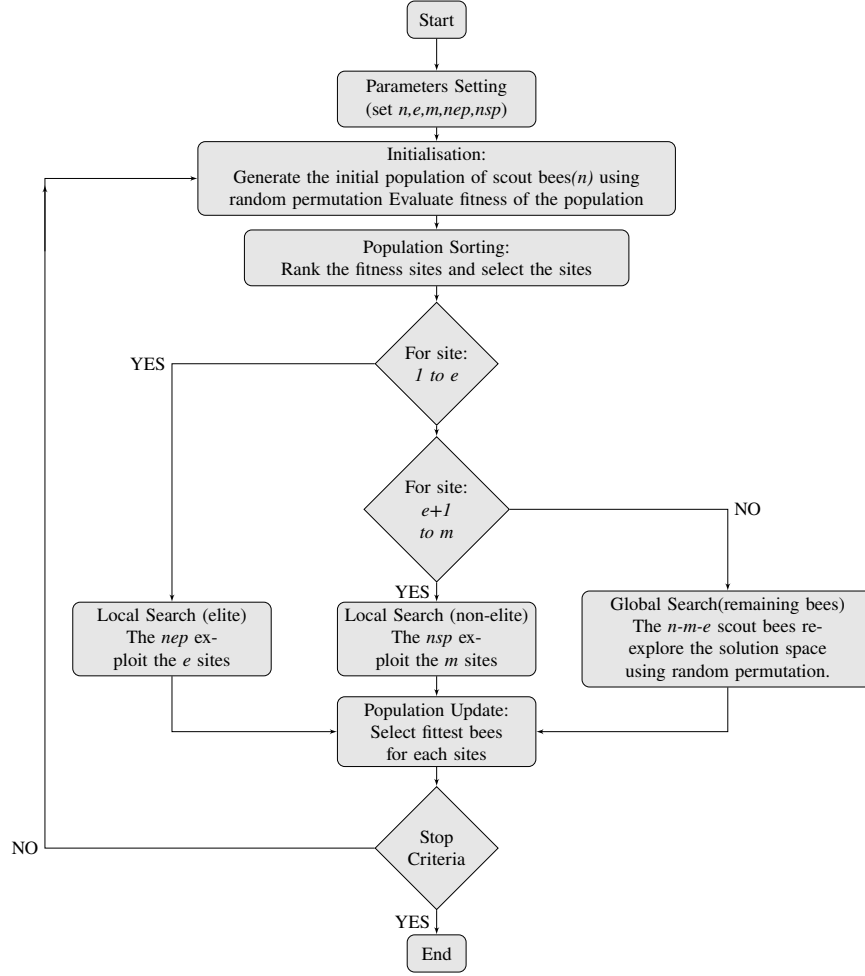 Start
Parameters Setting
(set n,e,m,nep,nsp)
Initialisation:
Generate the initial population of scout bees(n) using
random permutation Evaluate fitness of the population
Population Sorting:
Rank the fitness sites and select the sites
For site:
1 to e
YES
For site:
e+1
to m
NO
YES
Local Search (elite)
The nep ex-
ploit the e sites
Local Search (non-elite)
The nsp ex-
ploit the m sites
Global Search(remaining bees)
The n-m-e scout bees re-
explore the solution space
using random permutation.
Population Update:
Select fittest bees
for each sites
Stop
Criteria
NO
YES
End